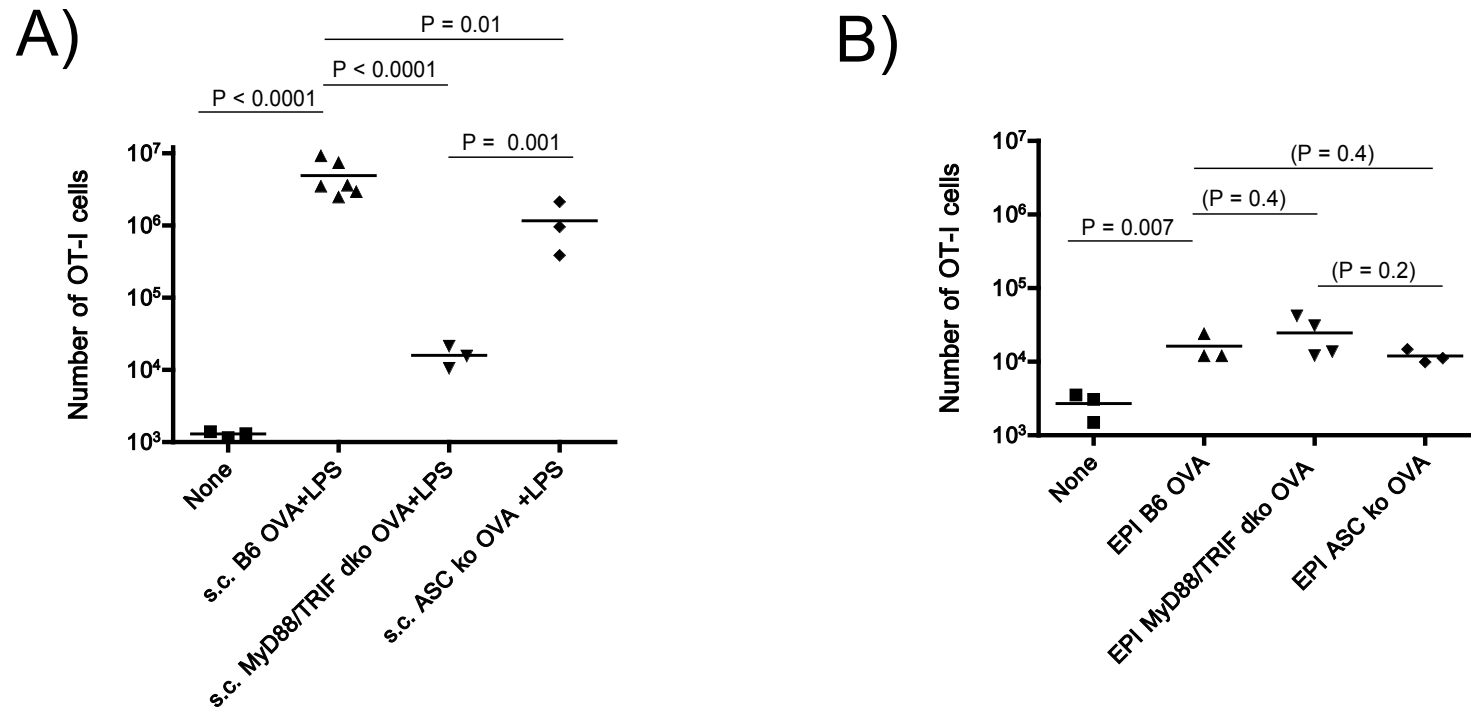 A)
P = 0.01
P < 0.0001
P < 0.0001
P = 0.001
Number of OT-I cells
10⁷
10⁶
10⁵
10⁴
10³
None
s.c. B6 OVA+LPS
s.c. MyD88/TRIF dko OVA+LPS
s.c. ASC ko OVA +LPS
B)
(P = 0.4)
(P = 0.4)
P = 0.007
(P = 0.2)
Number of OT-I cells
10⁷
10⁶
10⁵
10⁴
10³
None
EPI B6 OVA
EPI MyD88/TRIF dko OVA
EPI ASC ko OVA